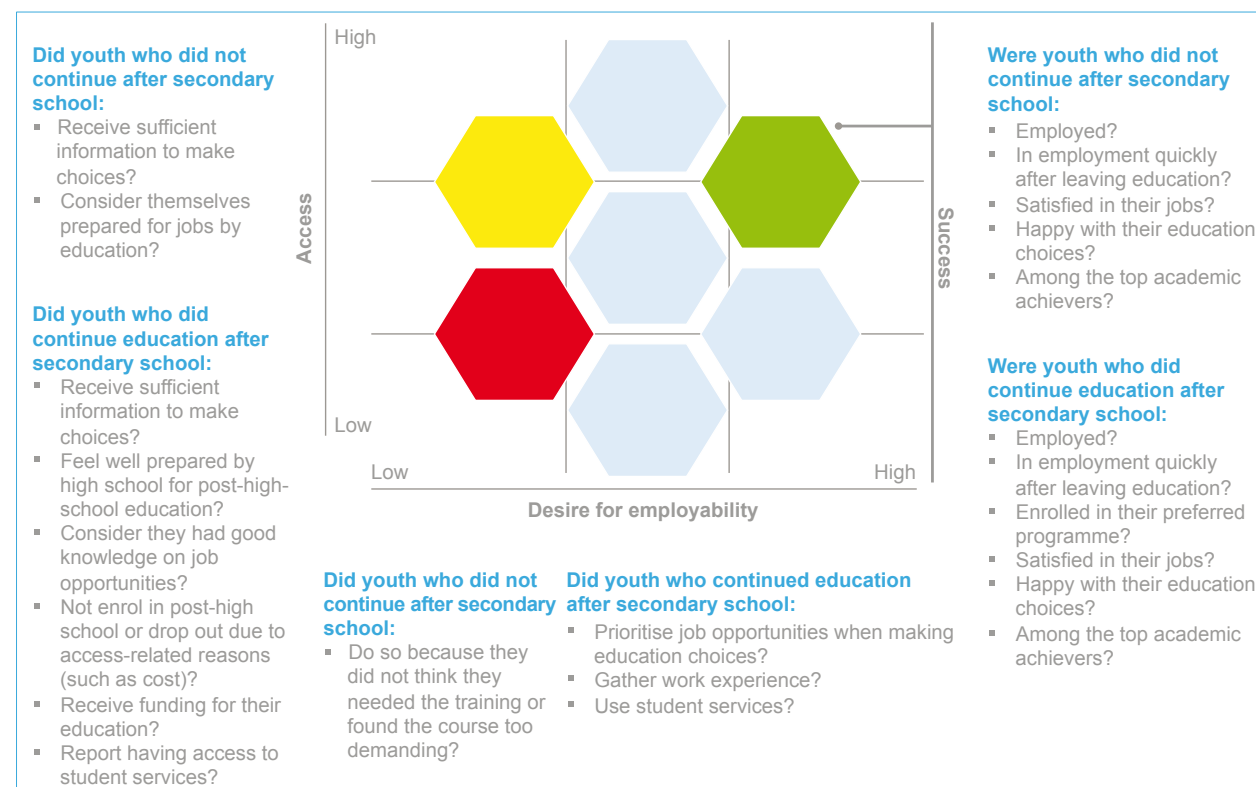 Did youth who did not
continue after secondary
school:
▪ Receive sufficient
information to make
choices?
▪ Consider themselves
prepared for jobs by
education?
Did youth who did
continue education after
secondary school:
▪ Receive sufficient
information to make
choices?
▪ Feel well prepared by
high school for post-high-
school education?
▪ Consider they had good
knowledge on job
opportunities?
▪ Not enrol in post-high
school or drop out due to
access-related reasons
(such as cost)?
▪ Receive funding for their
education?
▪ Report having access to
student services?
High
Access
Low
Low
High
Desire for employability
Success
Did youth who did not
continue after secondary
school:
▪ Do so because they
did not think they
needed the training or
found the course too
demanding?
Did youth who continued education
after secondary school:
▪ Prioritise job opportunities when making
education choices?
▪ Gather work experience?
▪ Use student services?
Were youth who did not
continue after secondary
school:
▪ Employed?
▪ In employment quickly
after leaving education?
▪ Satisfied in their jobs?
▪ Happy with their education
choices?
▪ Among the top academic
achievers?
Were youth who did
continue education after
secondary school:
▪ Employed?
▪ In employment quickly
after leaving education?
▪ Enrolled in their preferred
programme?
▪ Satisfied in their jobs?
▪ Happy with their education
choices?
▪ Among the top academic
achievers?